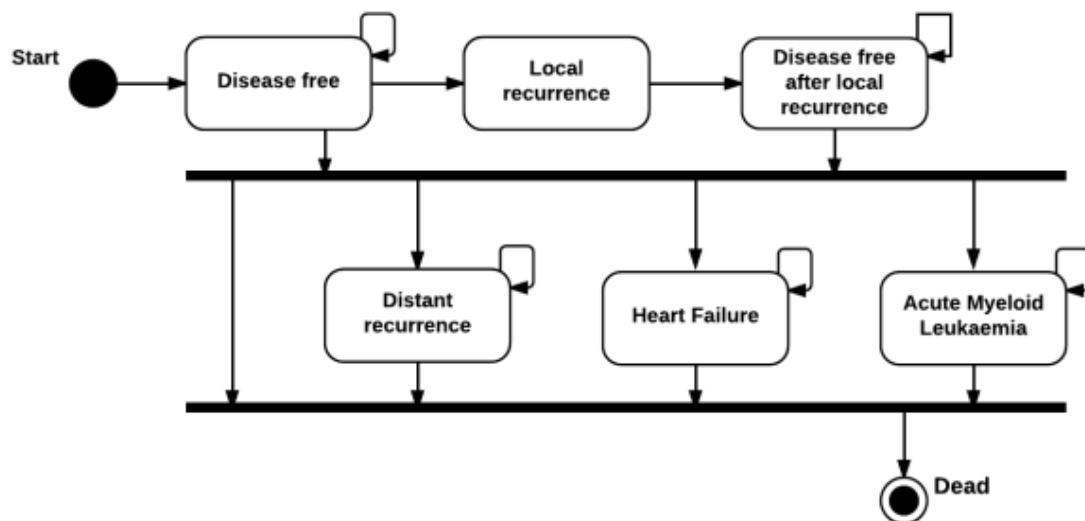 Start
Disease free
Local
recurrence
Disease free
after local
recurrence
Distant
recurrence
Heart Failure
Acute Myeloid
Leukaemia
Dead